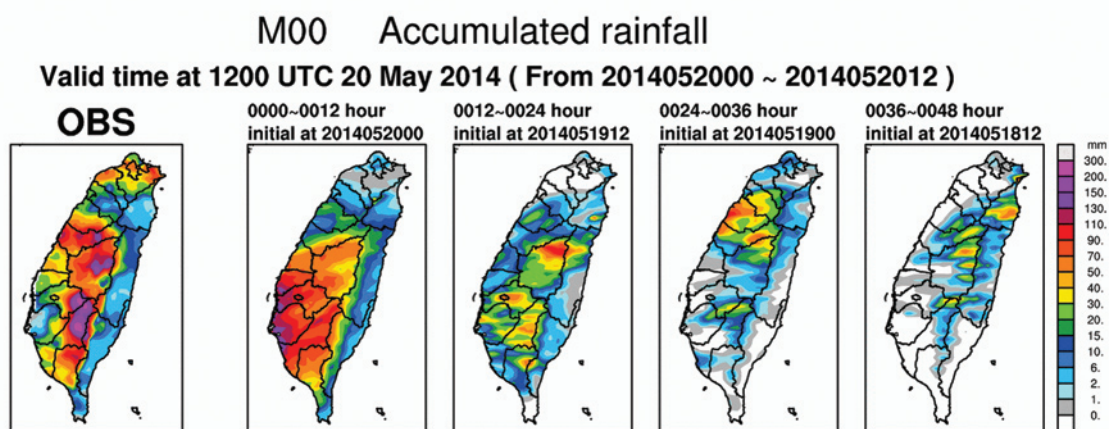 M00 Accumulated rainfall
Valid time at 1200 UTC 20 May 2014 ( From 2014052000 ~ 2014052012 )
OBS
0000~0012 hour
initial at 2014052000
0012~0024 hour
initial at 2014051912
0024~0036 hour
initial at 2014051900
0036~0048 hour
initial at 2014051812
mm
300.
200.
150.
130.
110.
90.
70.
50.
40.
30.
20.
15.
10.
6.
2.
1.
0.